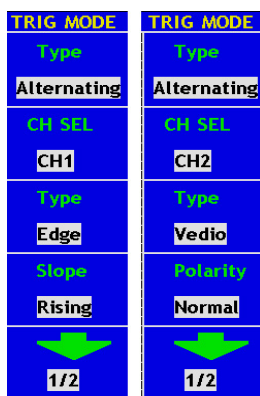 TRIG MODE
Type
Alternating
CH SEL
CH1
Type
Edge
Slope
Rising
1/2
TRIG MODE
Type
Alternating
CH SEL
CH2
Type
Vedio
Polarity
Normal
1/2